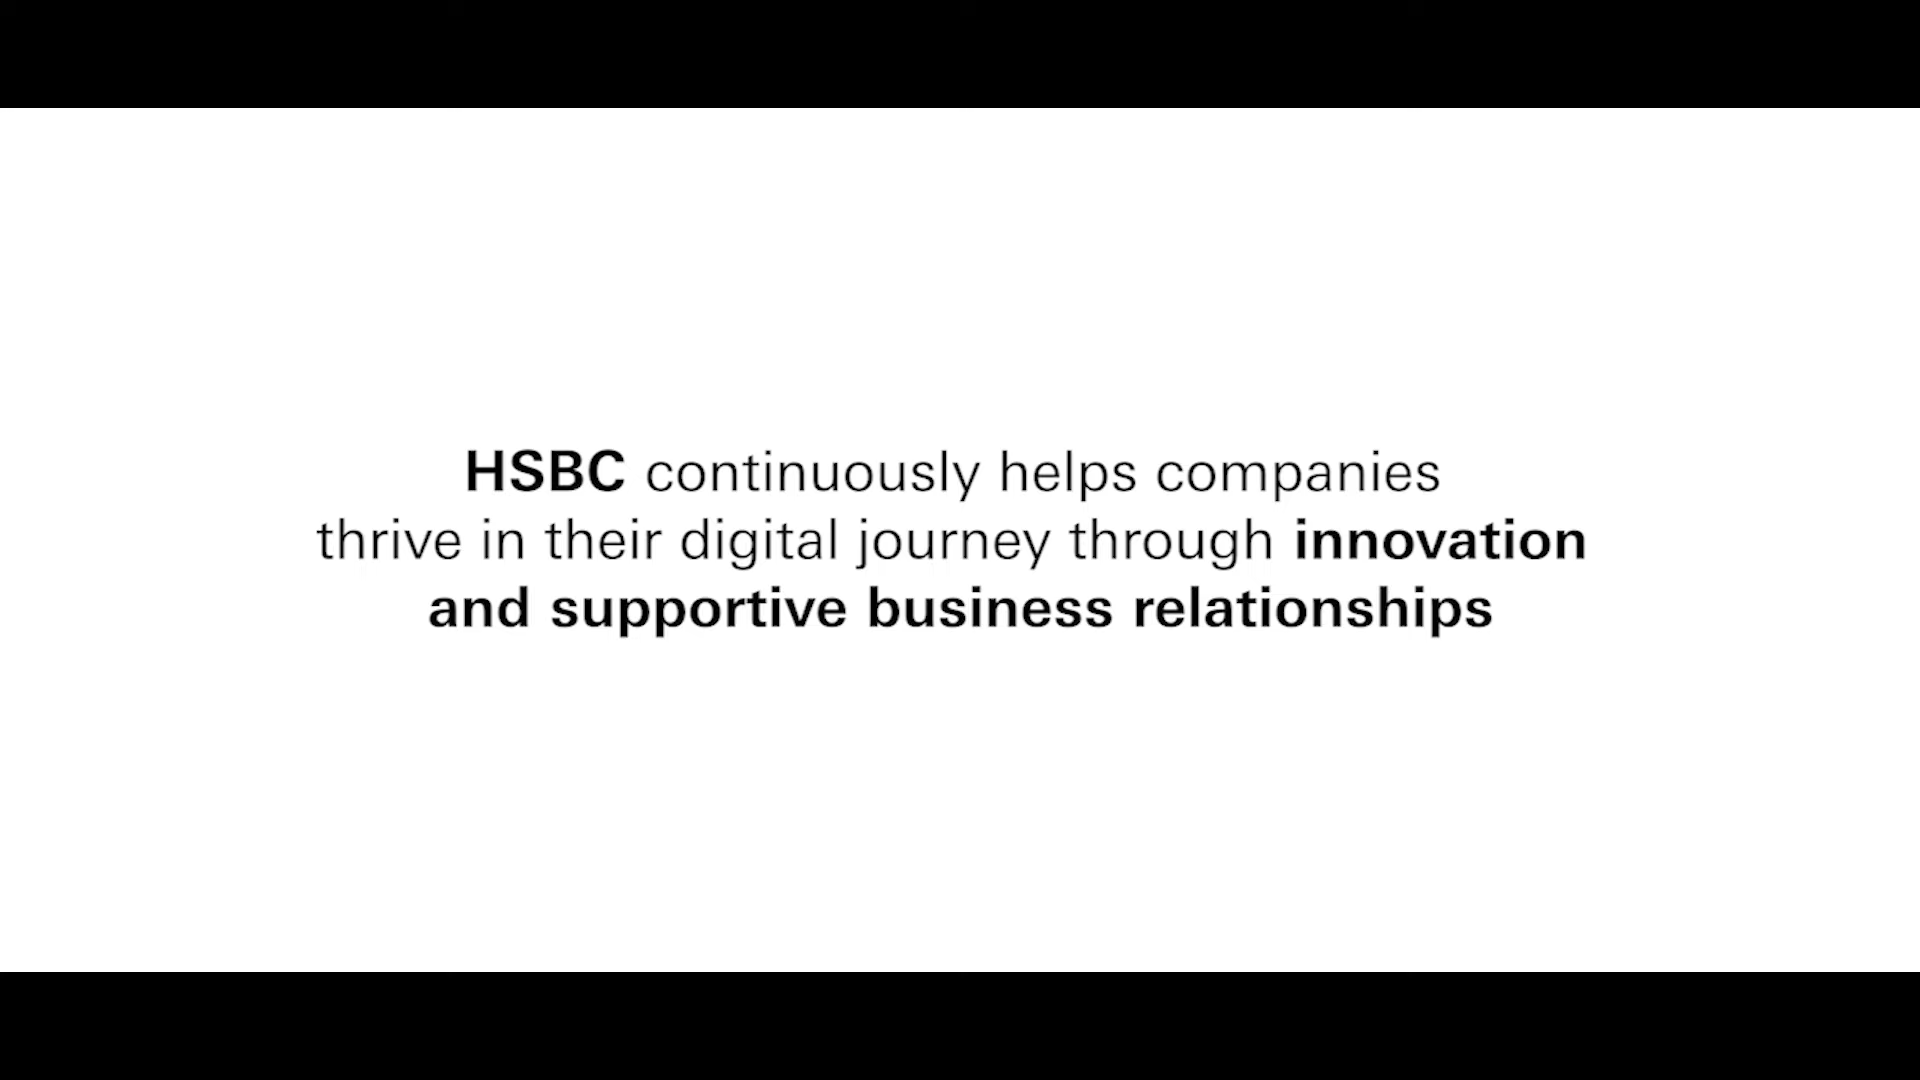 HSBC continuously helps companies
thrive in their digital journey through innovation
and supportive business relationships